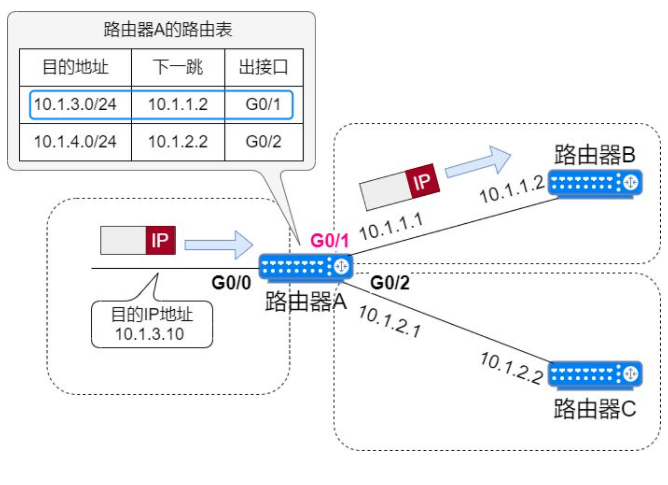 路由器A的路由表
目的地址 下一跳 出接口
10.1.3.0/24 10.1.1.2 G0/1
10.1.4.0/24 10.1.2.2 G0/2
IP
路由器B
10.1.1.2
IP
G0/1
10.1.1.1
G0/0
路由器A
G0/2
目的IP地址
10.1.3.10
10.1.2.1
10.1.2.2
路由器C